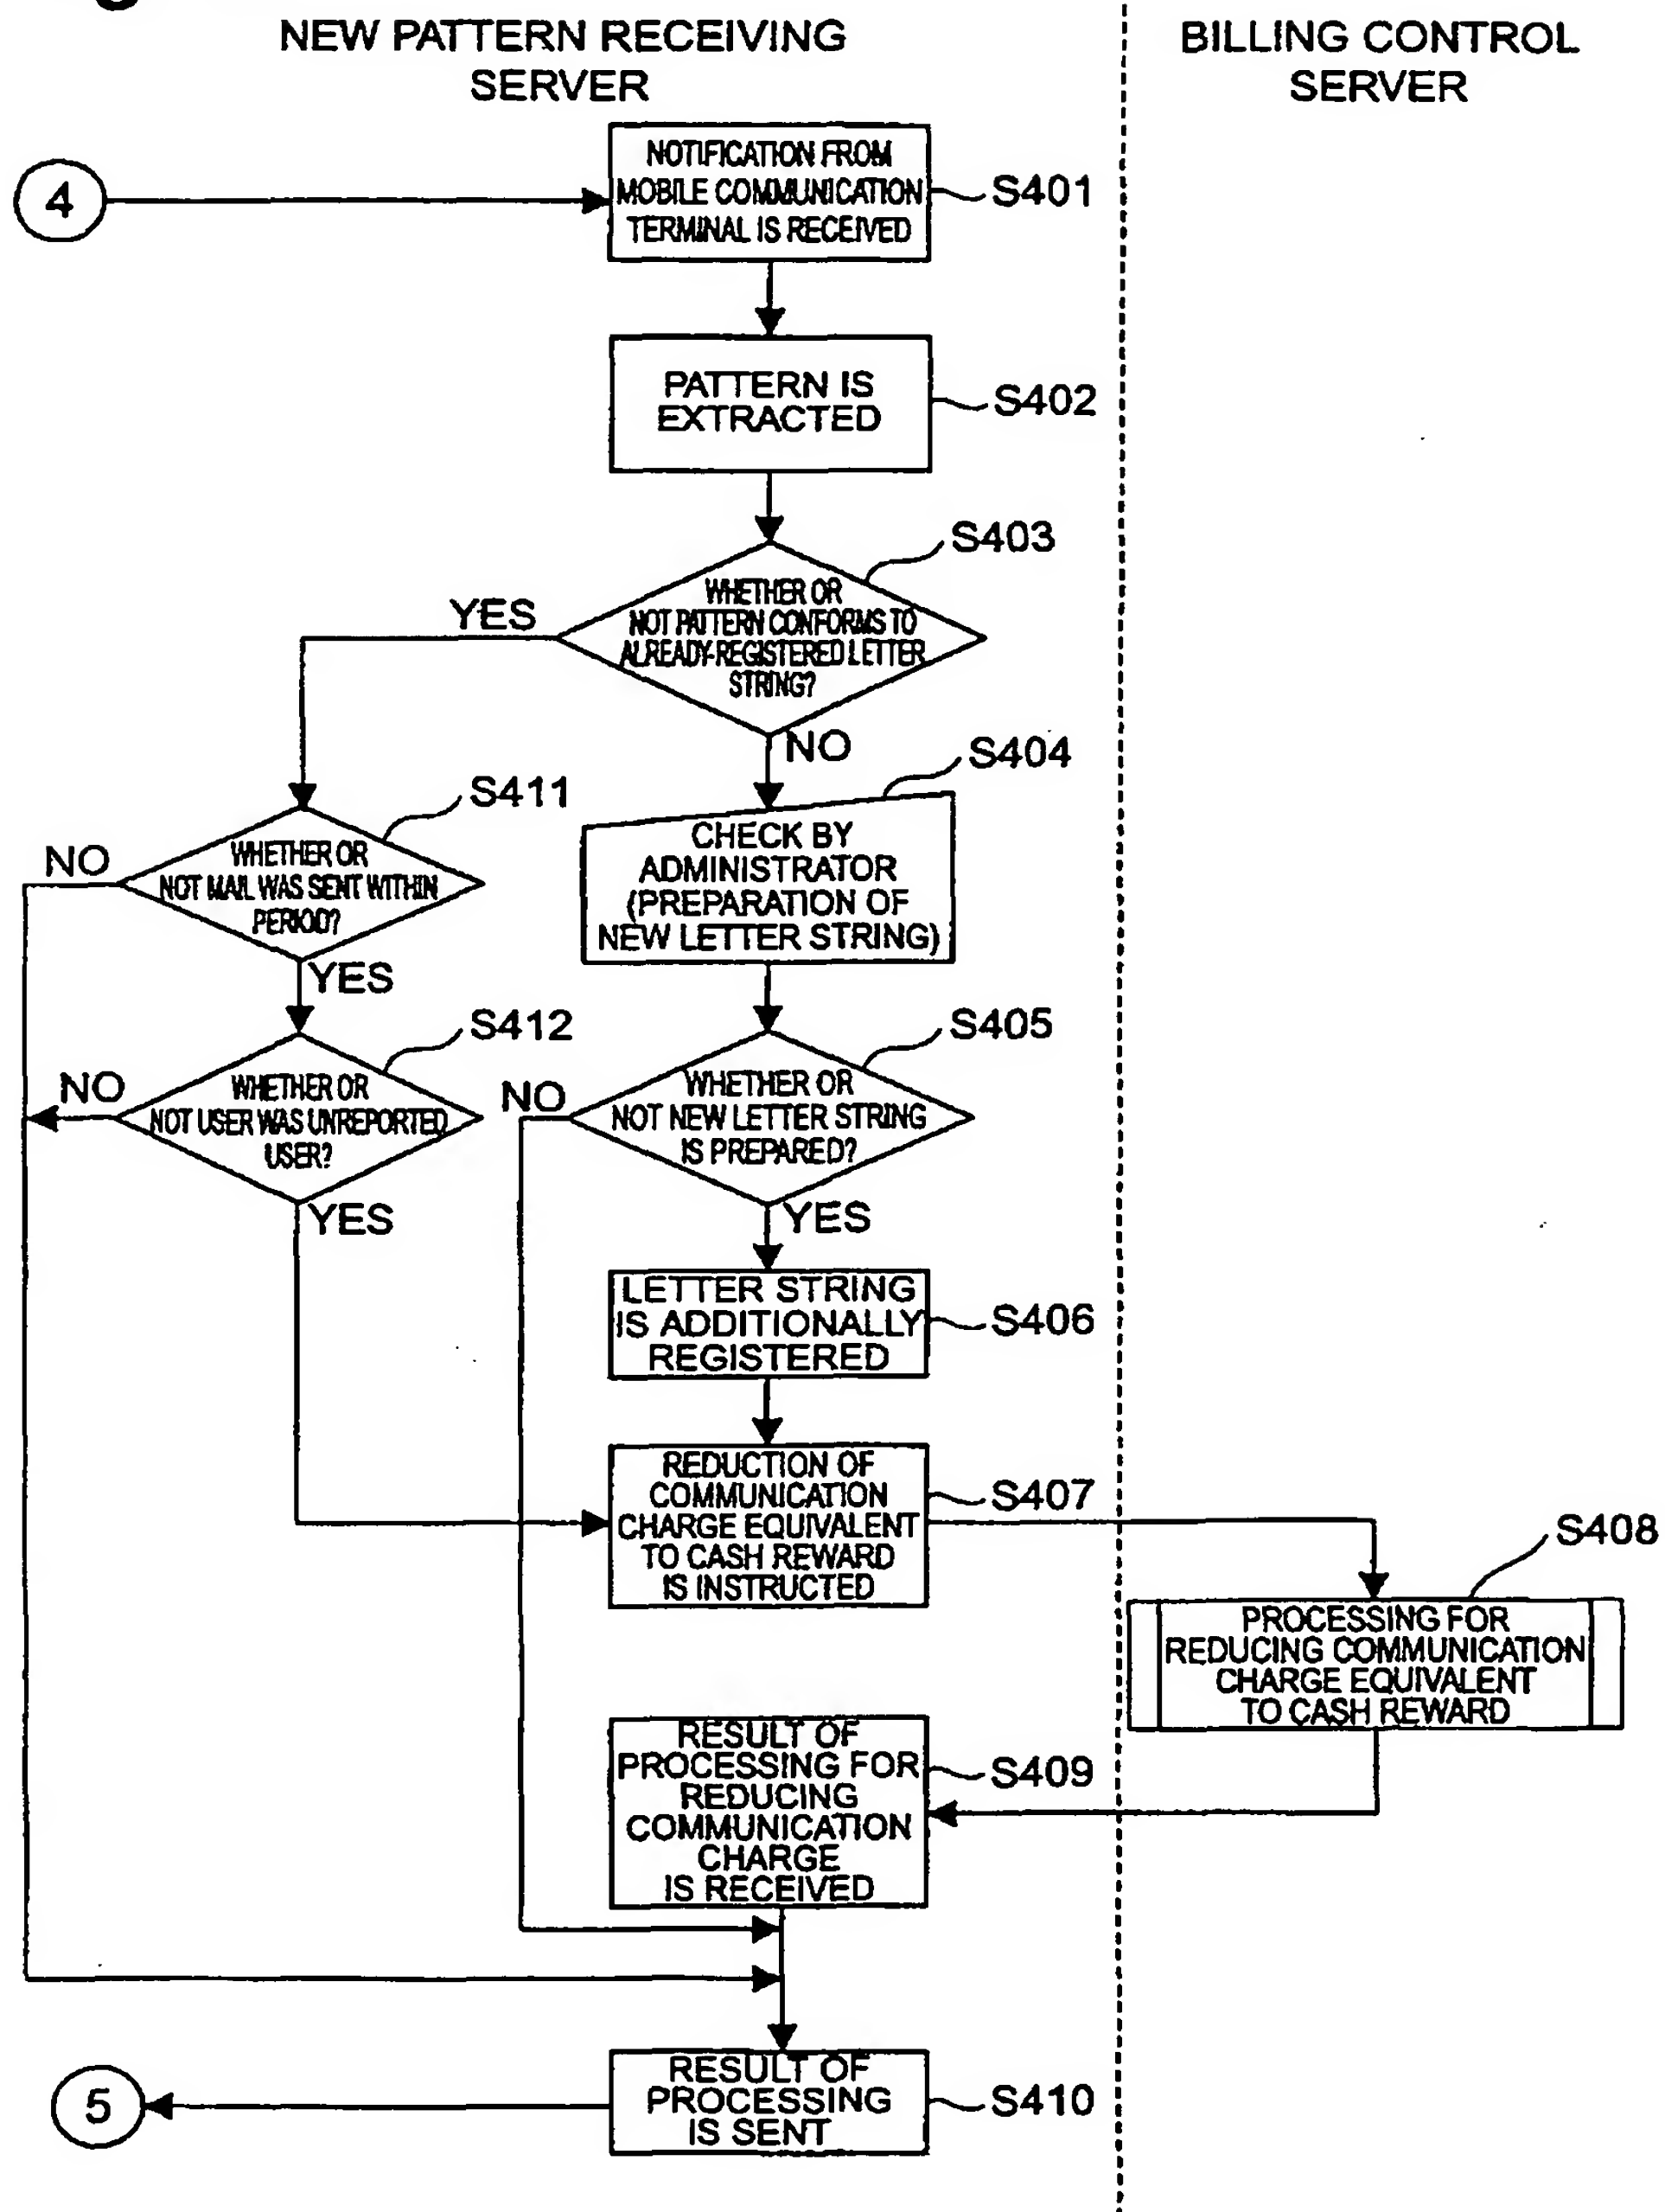 NEW PATTERN RECEIVING
SERVER
BILLING CONTROL
SERVER
4
NOTIFICATION FROM
MOBILE COMMUNICATION
TERMINAL IS RECEIVED
S401
PATTERN IS
EXTRACTED
S402
S403
WHETHER OR
NOT PATTERN CONFORMS TO
ALREADY-REGISTERED LETTER
STRING?
YES
NO
S404
CHECK BY
ADMINISTRATOR
(PREPARATION OF
NEW LETTER STRING)
S411
WHETHER OR
NOT MAIL WAS SENT WITHIN
PERIOD?
NO
YES
S412
WHETHER OR
NOT USER WAS UNREPORTED
USER?
NO
YES
S405
WHETHER OR
NOT NEW LETTER STRING
IS PREPARED?
NO
YES
LETTER STRING
IS ADDITIONALLY
REGISTERED
S406
REDUCTION OF
COMMUNICATION
CHARGE EQUIVALENT
TO CASH REWARD
IS INSTRUCTED
S407
S408
PROCESSING FOR
REDUCING COMMUNICATION
CHARGE EQUIVALENT
TO CASH REWARD
RESULT OF
PROCESSING FOR
REDUCING
COMMUNICATION
CHARGE
IS RECEIVED
S409
RESULT OF
PROCESSING
IS SENT
S410
5